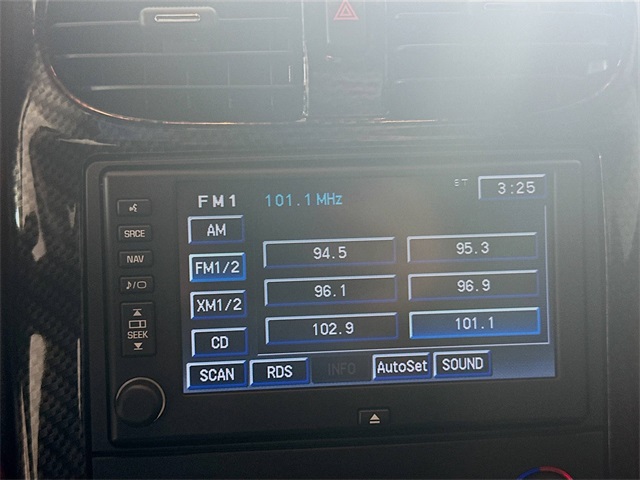 ST 3:25
FM1 101.1 MHz
AM
SRCE
94.5 95.3
NAV
FM1/2
96.1 96.9
XM1/2
102.9 101.1
SEEK
CD
SCAN RDS INFO AutoSet SOUND